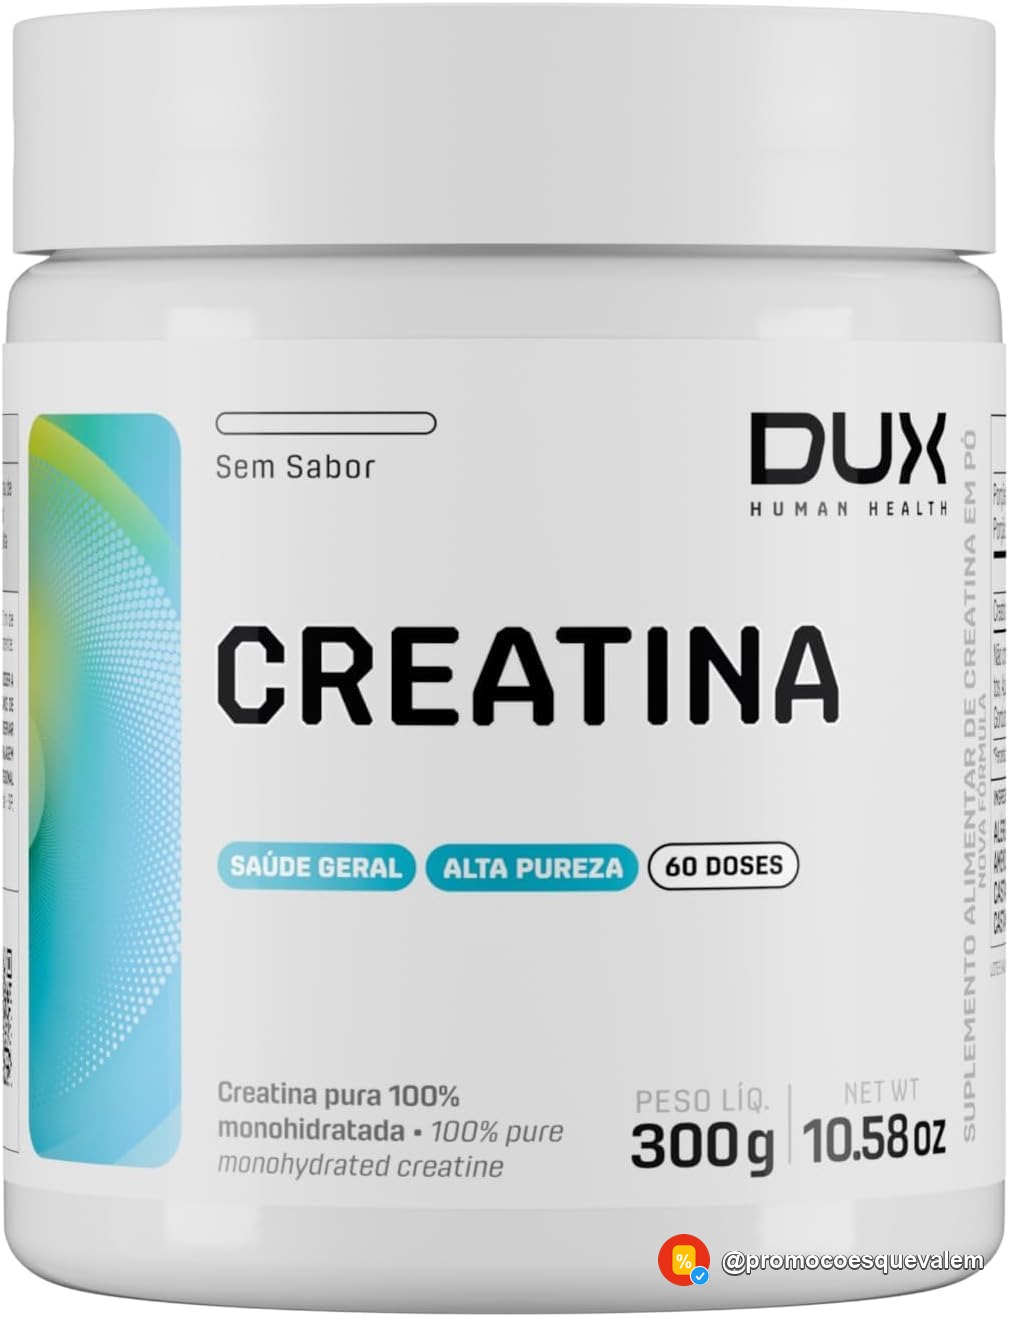 Sem Sabor
DUX
HUMAN HEALTH
CREATINA
SAÚDE GERAL
ALTA PUREZA
60 DOSES
Creatina pura 100%
monohidratada • 100% pure
monohydrated creatine
PESO LÍQ.
300g
NET WT
10.58oz
SUPLEMENTO ALIMENTAR DE CREATINA EM PÓ
NOVA FÓRMULA
%
@promocoesquevalem